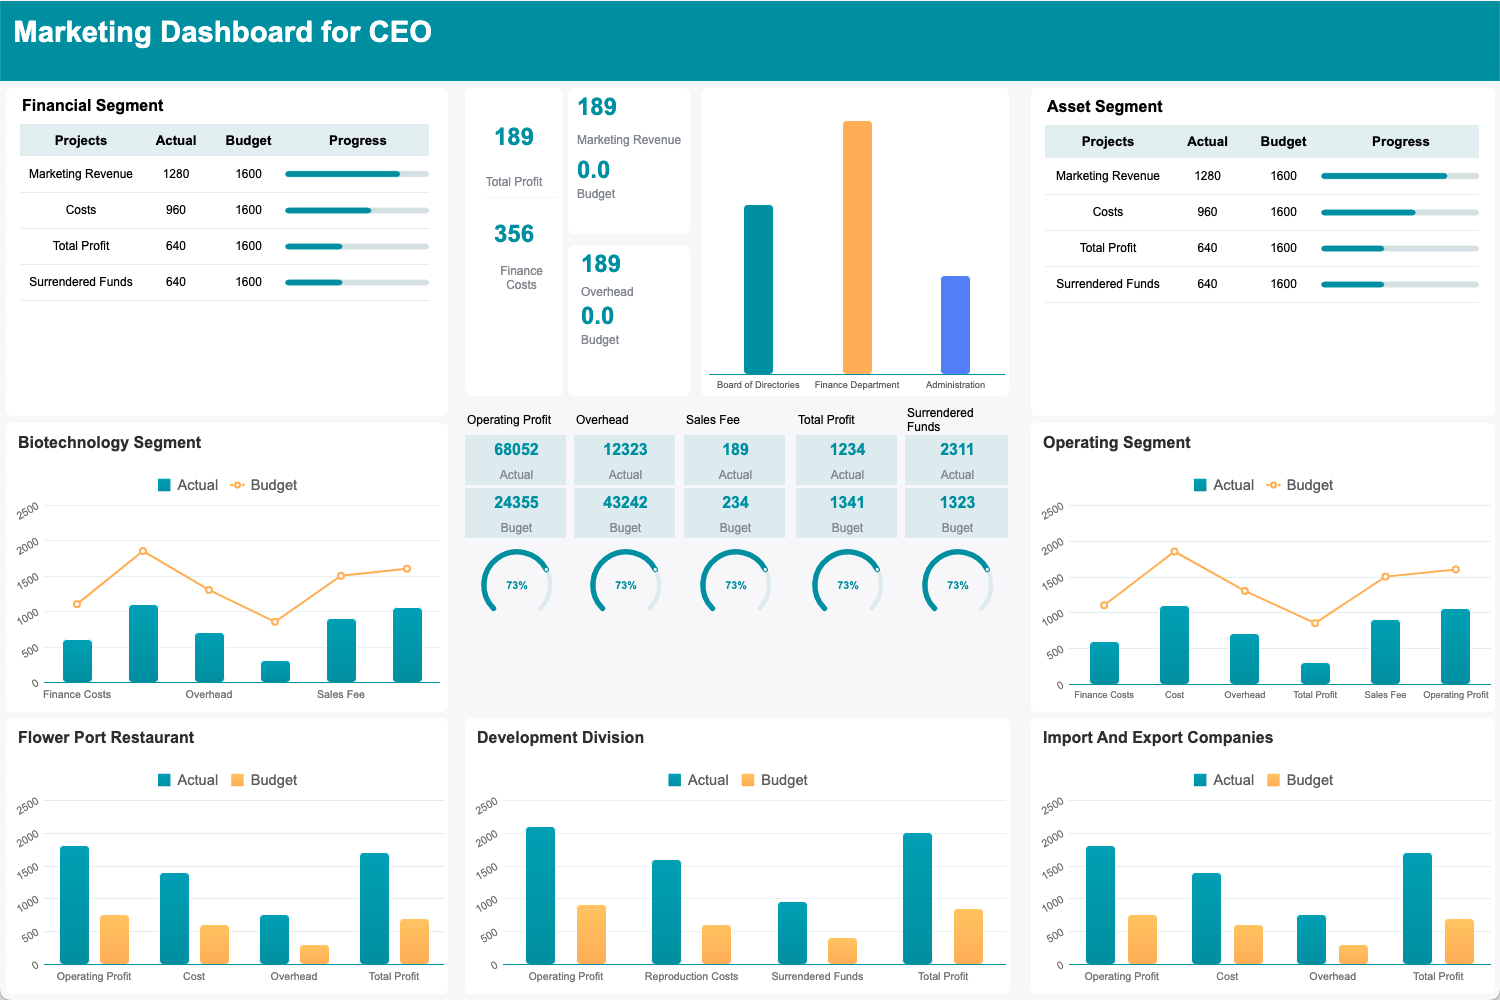 Marketing Dashboard for CEO
Financial Segment
Projects Actual Budget Progress
Marketing Revenue 1280 1600
Costs 960 1600
Total Profit 640 1600
Surrendered Funds 640 1600
189
Total Profit
356
Finance
Costs
189
Marketing Revenue
0.0
Budget
189
Overhead
0.0
Budget
Board of Directories Finance Department Administration
Asset Segment
Projects Actual Budget Progress
Marketing Revenue 1280 1600
Costs 960 1600
Total Profit 640 1600
Surrendered Funds 640 1600
Biotechnology Segment
Actual Budget
2500
2000
1500
1000
500
0
Finance Costs Overhead Sales Fee
Operating Profit Overhead Sales Fee Total Profit Surrendered
Funds
68052 12323 189 1234 2311
Actual Actual Actual Actual Actual
24355 43242 234 1341 1323
Buget Buget Buget Buget Buget
73% 73% 73% 73% 73%
Operating Segment
Actual Budget
2500
2000
1500
1000
500
0
Finance Costs Cost Overhead Total Profit Sales Fee Operating Profit
Flower Port Restaurant
Actual Budget
2500
2000
1500
1000
500
0
Operating Profit Cost Overhead Total Profit
Development Division
Actual Budget
2500
2000
1500
1000
500
0
Operating Profit Reproduction Costs Surrendered Funds Total Profit
Import And Export Companies
Actual Budget
2500
2000
1500
1000
500
0
Operating Profit Cost Overhead Total Profit